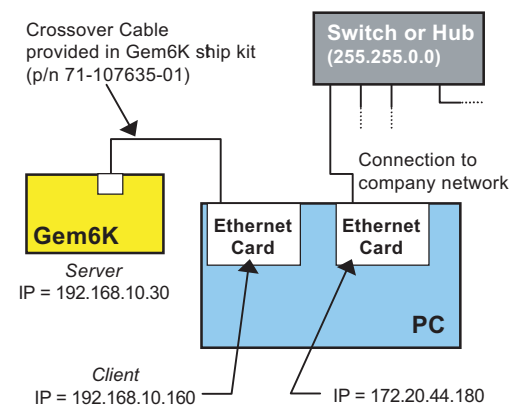 Crossover Cable
provided in Gem6K ship kit
(p/n 71-107635-01)
Switch or Hub
(255.255.0.0)
Connection to
company network
Gem6K
Server
IP = 192.168.10.30
Ethernet
Card
Ethernet
Card
PC
Client
IP = 192.168.10.160
IP = 172.20.44.180